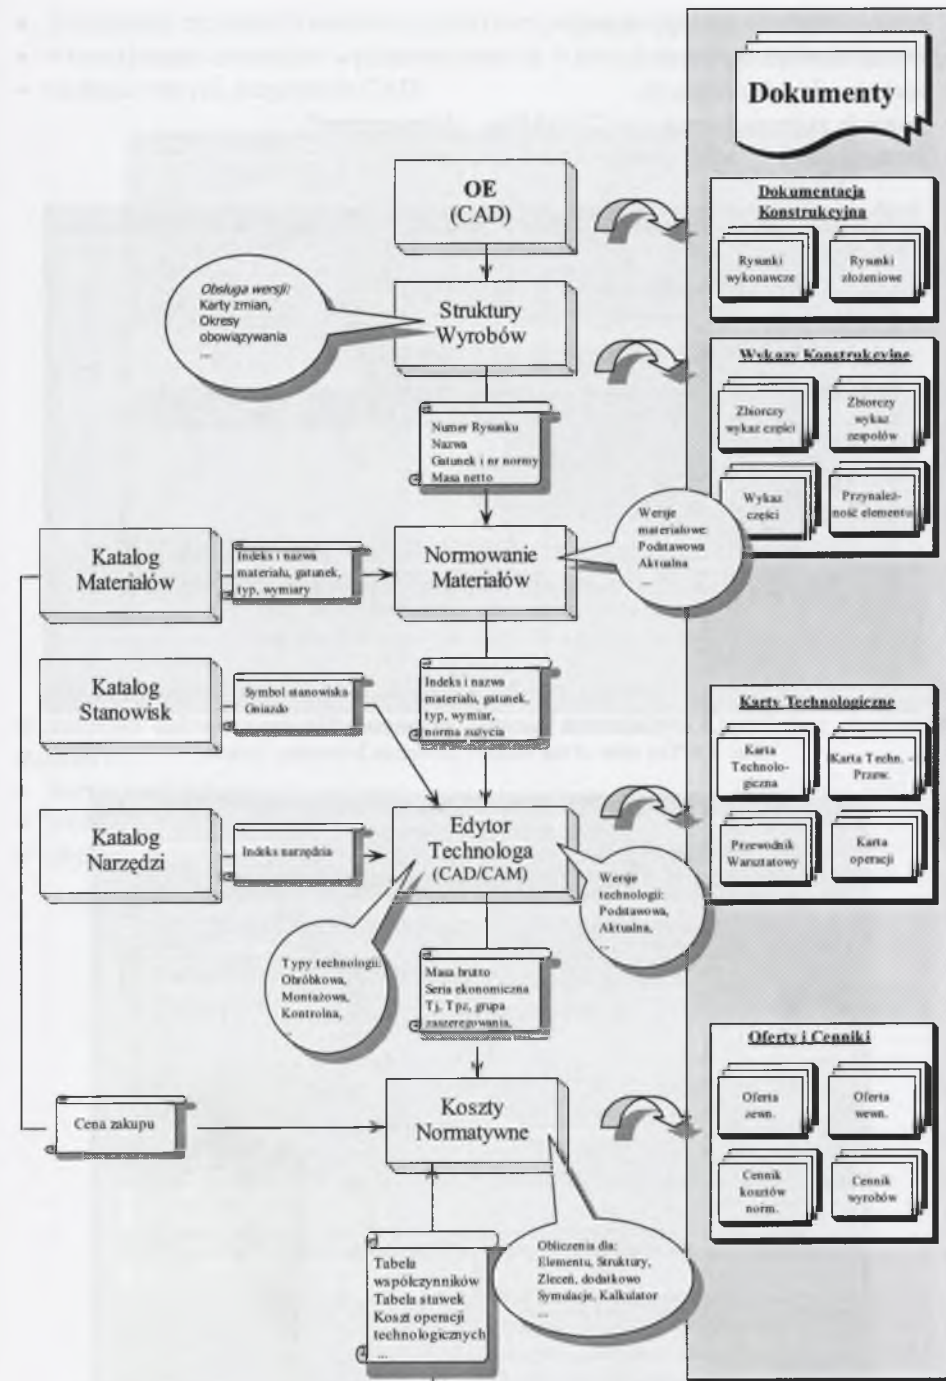 Dokumenty
OE
(CAD)
Dokumentacja
Konstrukcyjna
Rysunki
wykonawcze
Rysunki
złożeniowe
Obsługa wersji:
Karty zmian,
Okresy
obowiązywania
...
Struktury
Wyrobów
Wykazy Konstrukcyjne
Zbiorczy
wykaz części
Zbiorczy
wykaz
zespołów
Wykaz
części
Przynależ-
ność elementu
Numer Rysunku
Nazwa
Gatunek i nr normy
Masa netto
Wersje
materiałowe:
Podstawowa
Aktualna
...
Katalog
Materiałów
Indeks i nazwa
materiału, gatunek,
typ, wymiary
Normowanie
Materiałów
Katalog
Stanowisk
Symbol stanowiska
Gniazdo
Indeks i nazwa
materiału, gatunek,
typ, wymiar,
norma zużycia
Karty Technologiczne
Karta
Technolo-
giczna
Karta Techn. -
Przew.
Przewodnik
Warsztatowy
Karta
operacji
Katalog
Narzędzi
Indeks narzędzia
Edytor
Technologa
(CAD/CAM)
Wersje
technologii:
Podstawowa,
Aktualna,
...
Typy technologii:
Obróbkowa,
Montażowa,
Kontrolna,
...
Masa brutto
Seria ekonomiczna
Tj, Tpz, grupa
zaszeregowania,
Oferty i Cenniki
Oferta
zewn.
Oferta
wewn.
Cennik
kosztów
norm.
Cennik
wyrobów
Cena zakupu
Koszty
Normatywne
Tabela
współczynników
Tabela stawek
Koszt operacji
technologicznych
...
Obliczenia dla:
Elementu, Struktury,
Zleceń, dodatkowo
Symulacje, Kalkulator
...